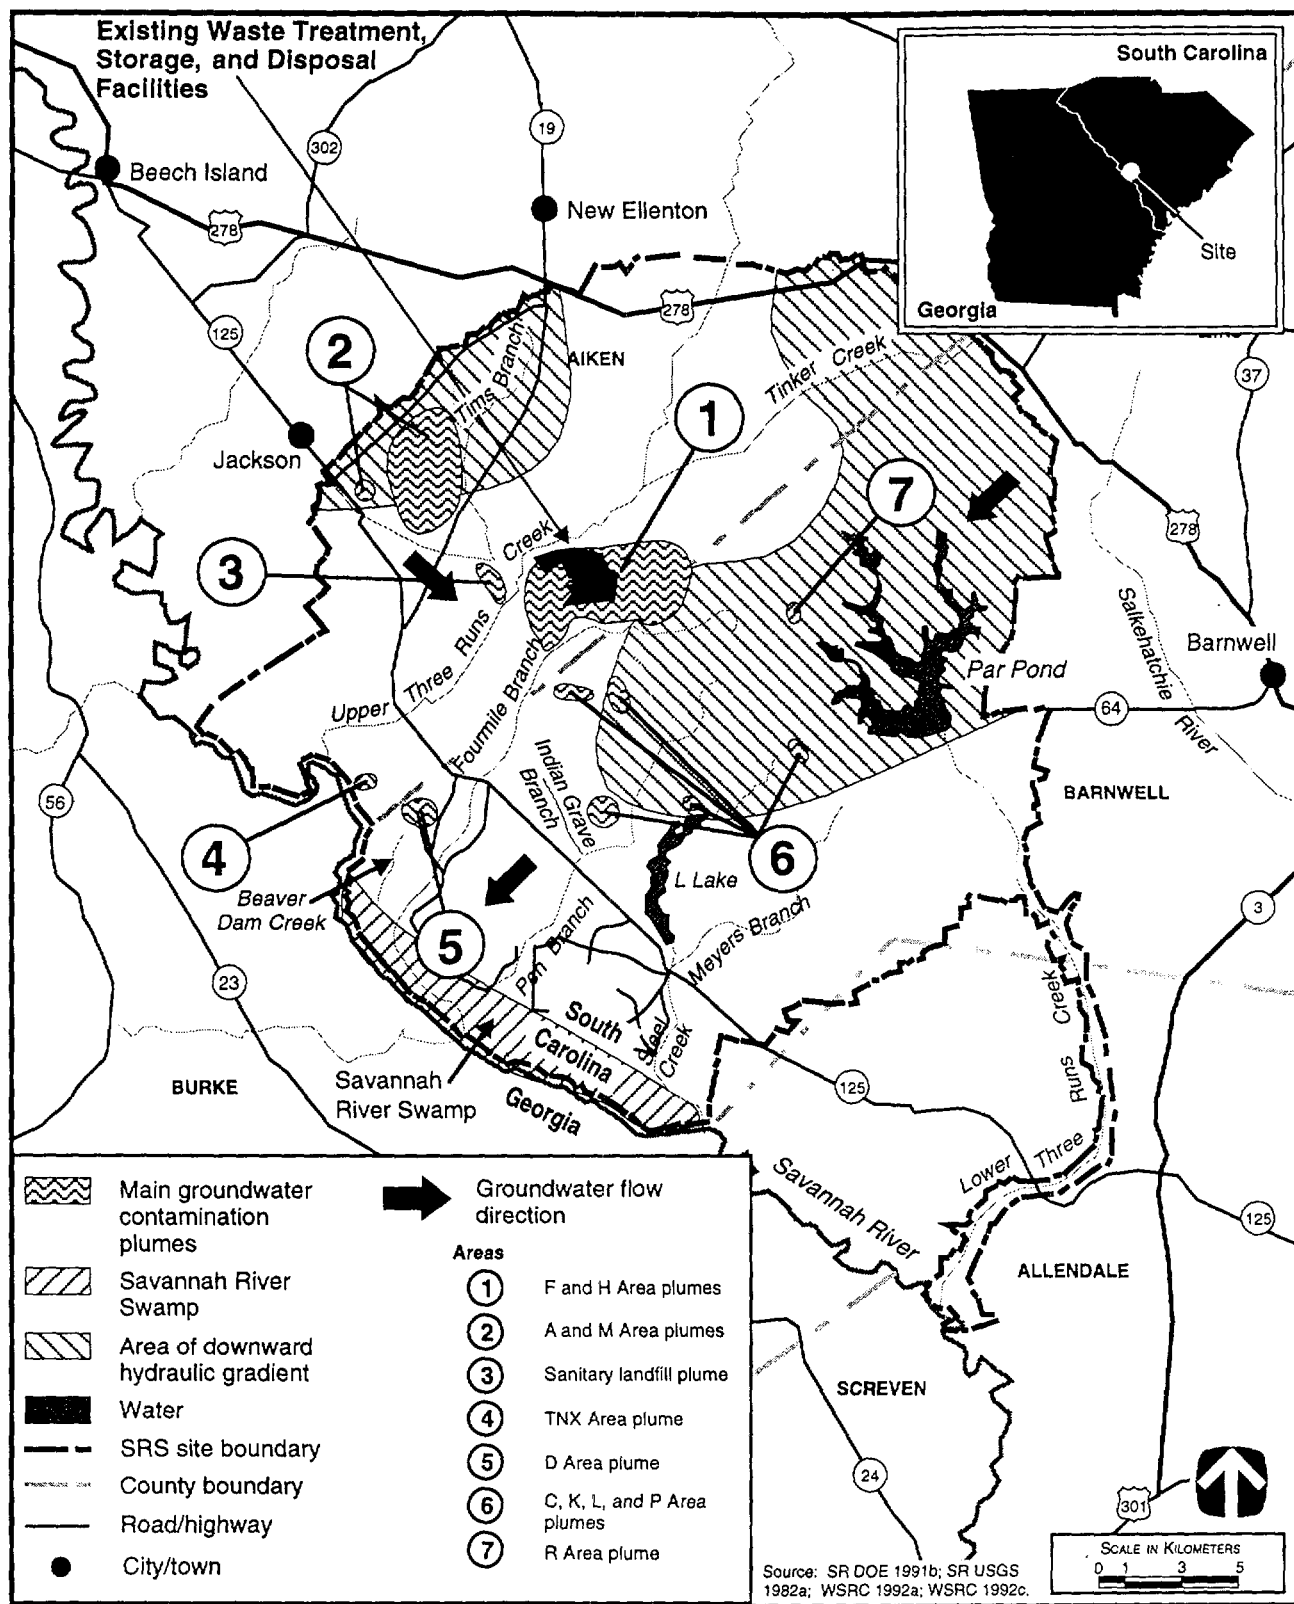 Existing Waste Treatment,
Storage, and Disposal
Facilities
South Carolina
Site
Georgia
302
19
Beech Island
New Ellenton
278
278
125
2
AIKEN
Tims Branch
Tinker Creek
37
1
Jackson
7
278
3
Creek
Runs
Three
Upper
Fourmile Branch
Salkehatchie
River
Barnwell
Par Pond
64
Indian Grave
Branch
56
BARNWELL
4
6
L Lake
Beaver
Dam Creek
5
Pen Branch
Meyers Branch
3
23
South
Carolina
Steel
Creek
Creek
Runs
Three
Lower
BURKE
Savannah
River Swamp
Georgia
125
Savannah River
125
ALLENDALE
SCREVEN
24
301
Main groundwater
contamination
plumes
Savannah River
Swamp
Area of downward
hydraulic gradient
Water
SRS site boundary
County boundary
Road/highway
City/town
Groundwater flow
direction
Areas
1 F and H Area plumes
2 A and M Area plumes
3 Sanitary landfill plume
4 TNX Area plume
5 D Area plume
6 C, K, L, and P Area
plumes
7 R Area plume
SCALE IN KILOMETERS
0 1 3 5
Source: SR DOE 1991b; SR USGS
1982a; WSRC 1992a; WSRC 1992c.